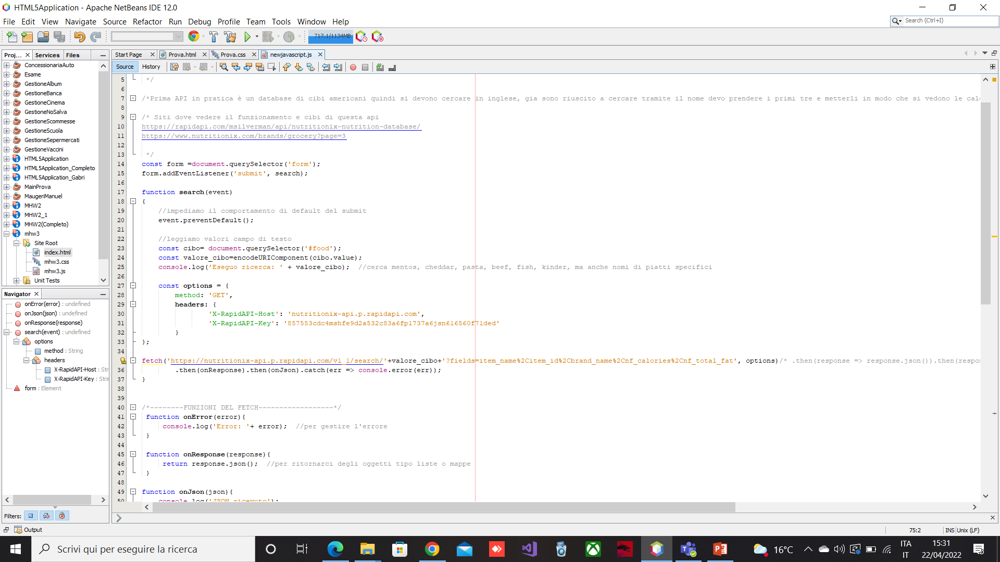 HTML5Application - Apache NetBeans IDE 12.0
File Edit View Navigate Source Refactor Run Debug Profile Team Tools Window Help
Search (Ctrl+I)
717,1/1134MB
Proj... Services Files
Start Page Prova.html Prova.css newjavascript.js
Source History
ConcessionariaAuto
Esame
GestioneAlbum
GestioneBanca
GestioneCinema
GestioneNoSalva
GestioneScommesse
GestioneScuola
GestioneSepermercati
GestioneVaccini
HTML5Application
HTML5Application_Completo
HTML5Application_Gabri
MainProva
MaugeriManuel
MHW2
MHW2_1
MHW2(Completo)
mhw3
Site Root
index.html
mhw3.css
mhw3.js
Unit Tests
Navigator
onError(error) : undefined
onJson(json) : undefined
onResponse(response)
search(event) : undefined
options
method : String
headers
X-RapidAPI-Host : Str
X-RapidAPI-Key : Strin
form : Element
Filters:
5 */
6
7 /*Prima API in pratica è un database di cibi americani quindi si devono cercare in inglese, gia sono riuscito a cercare tramite il nome devo prendere i primi tre e metterli in modo che si vedono le cal
8
9 /* Siti dove vedere il funzionamento e cibi di questa api
10 https://rapidapi.com/msilverman/api/nutritionix-nutrition-database/
11 https://www.nutritionix.com/brands/grocery?page=3
12
13 */
14 const form =document.querySelector('form');
15 form.addEventListener('submit', search);
16
17 function search(event)
18 {
19 //impediamo il comportamento di default del submit
20 event.preventDefault();
21
22 //leggiamo valori campo di testo
23 const cibo= document.querySelector('#food');
24 const valore_cibo=encodeURIComponent(cibo.value);
25 console.log('Eseguo ricerca: ' + valore_cibo); //cerca mentos, cheddar, pasta, beef, fish, kinder, ma anche nomi di piatti specifici
26
27 const options = {
28 method: 'GET',
29 headers: {
30 'X-RapidAPI-Host': 'nutritionix-api.p.rapidapi.com',
31 'X-RapidAPI-Key': '857553cdc4mshfe9d2a532c83a6fp1737a6jsn616560f71ded'
32 }
33 };
34
fetch('https://nutritionix-api.p.rapidapi.com/v1_1/search/'+valore_cibo+'?fields=item_name%2Citem_id%2Cbrand_name%2Cnf_calories%2Cnf_total_fat', options)/* .then(response => response.json()).then(respon
36 .then(onResponse).then(onJson).catch(err => console.error(err));
37 }
38
39
40 /*--------FUNZIONI DEL FETCH------------------*/
41 function onError(error){
42 console.log('Error: '+ error); //per gestire l'errore
43 }
44
45 function onResponse(response){
46 return response.json(); //per ritornarci degli oggetti tipo liste o mappe
47 }
48
49 function onJson(json){
50 console.log('JSON ricevuto');
Output
75:2 INS Unix (LF)
Scrivi qui per eseguire la ricerca
16°C
ITA
IT
15:31
22/04/2022